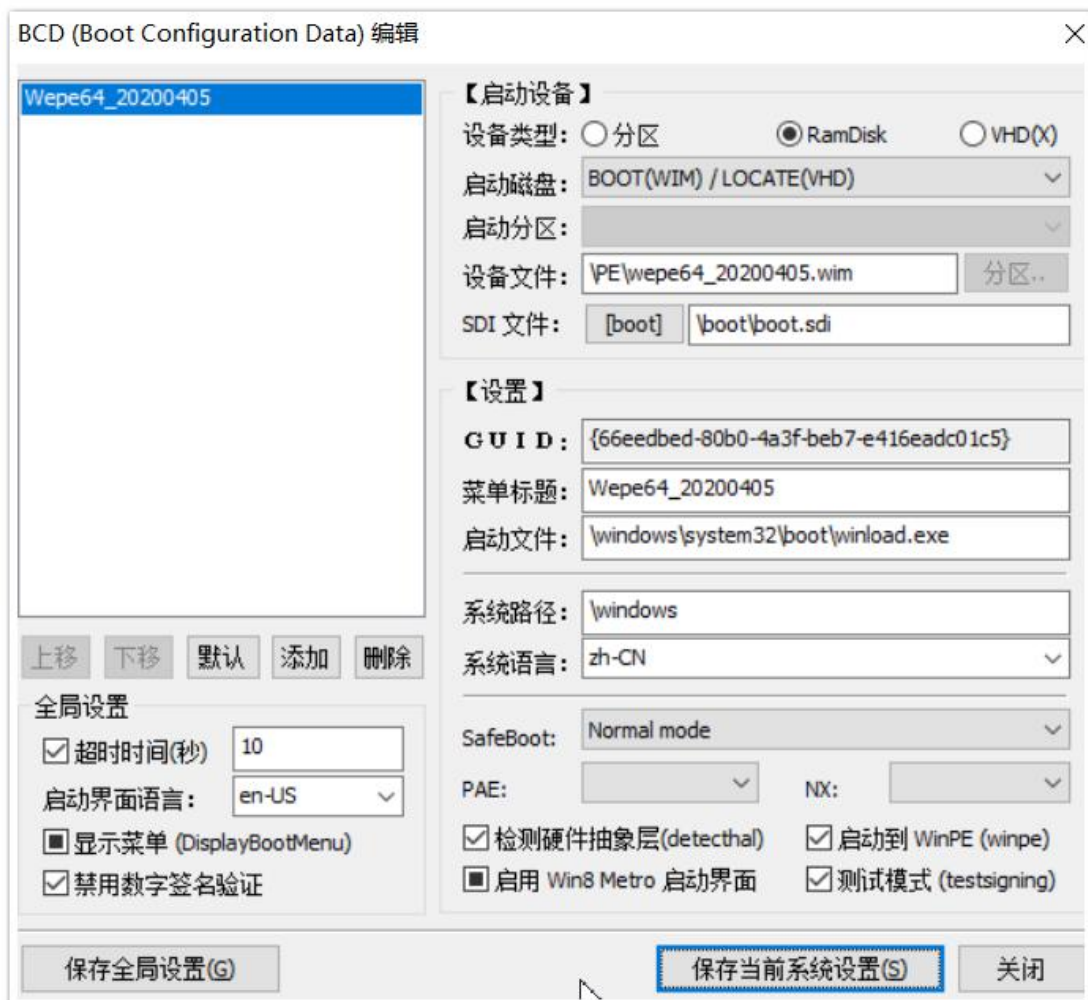 BCD (Boot Configuration Data) 编辑
Wepe64_20200405
上移 下移 默认 添加 删除
全局设置
超时时间(秒) 10
启动界面语言： en-US
显示菜单 (DisplayBootMenu)
禁用数字签名验证
【启动设备】
设备类型： 分区 RamDisk VHD(X)
启动磁盘： BOOT(WIM) / LOCATE(VHD)
启动分区：
设备文件： \PE\wepe64_20200405.wim 分区..
SDI 文件： [boot] \boot\boot.sdi
【设置】
GUID： {66eedbed-80b0-4a3f-beb7-e416eadc01c5}
菜单标题： Wepe64_20200405
启动文件： \windows\system32\boot\winload.exe
系统路径： \windows
系统语言： zh-CN
SafeBoot: Normal mode
PAE: NX:
检测硬件抽象层(detecthal) 启动到 WinPE (winpe)
启用 Win8 Metro 启动界面 测试模式 (testsigning)
保存全局设置(G) 保存当前系统设置(S) 关闭